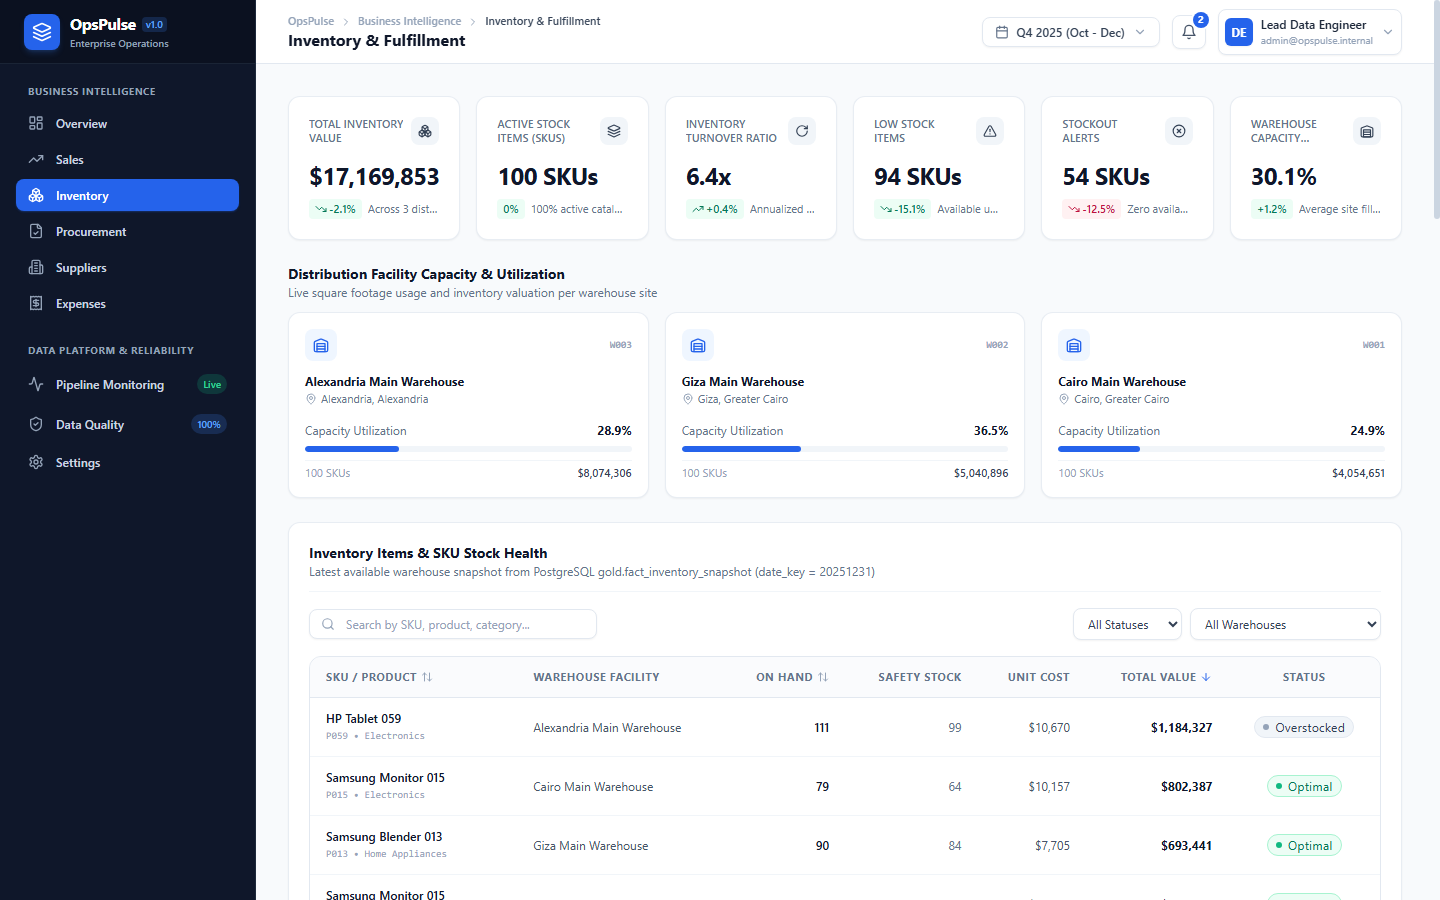 OpsPulse v1.0
Enterprise Operations
BUSINESS INTELLIGENCE
Overview
Sales
Inventory
Procurement
Suppliers
Expenses
DATA PLATFORM & RELIABILITY
Pipeline Monitoring Live
Data Quality 100%
Settings
OpsPulse > Business Intelligence > Inventory & Fulfillment
Inventory & Fulfillment
Q4 2025 (Oct - Dec)
2
DE
Lead Data Engineer
admin@opspulse.internal
TOTAL INVENTORY
VALUE
$17,169,853
-2.1% Across 3 dist...
ACTIVE STOCK
ITEMS (SKUS)
100 SKUs
0% 100% active catal...
INVENTORY
TURNOVER RATIO
6.4x
+0.4% Annualized ...
LOW STOCK
ITEMS
94 SKUs
-15.1% Available u...
STOCKOUT
ALERTS
54 SKUs
-12.5% Zero availa...
WAREHOUSE
CAPACITY...
30.1%
+1.2% Average site fill...
Distribution Facility Capacity & Utilization
Live square footage usage and inventory valuation per warehouse site
W003
Alexandria Main Warehouse
Alexandria, Alexandria
Capacity Utilization 28.9%
100 SKUs $8,074,306
W002
Giza Main Warehouse
Giza, Greater Cairo
Capacity Utilization 36.5%
100 SKUs $5,040,896
W001
Cairo Main Warehouse
Cairo, Greater Cairo
Capacity Utilization 24.9%
100 SKUs $4,054,651
Inventory Items & SKU Stock Health
Latest available warehouse snapshot from PostgreSQL gold.fact_inventory_snapshot (date_key = 20251231)
Search by SKU, product, category...
All Statuses
All Warehouses
SKU / PRODUCT WAREHOUSE FACILITY ON HAND SAFETY STOCK UNIT COST TOTAL VALUE STATUS
HP Tablet 059
P059 • Electronics
Alexandria Main Warehouse 111 99 $10,670 $1,184,327 Overstocked
Samsung Monitor 015
P015 • Electronics
Cairo Main Warehouse 79 64 $10,157 $802,387 Optimal
Samsung Blender 013
P013 • Home Appliances
Giza Main Warehouse 90 84 $7,705 $693,441 Optimal
Samsung Monitor 015